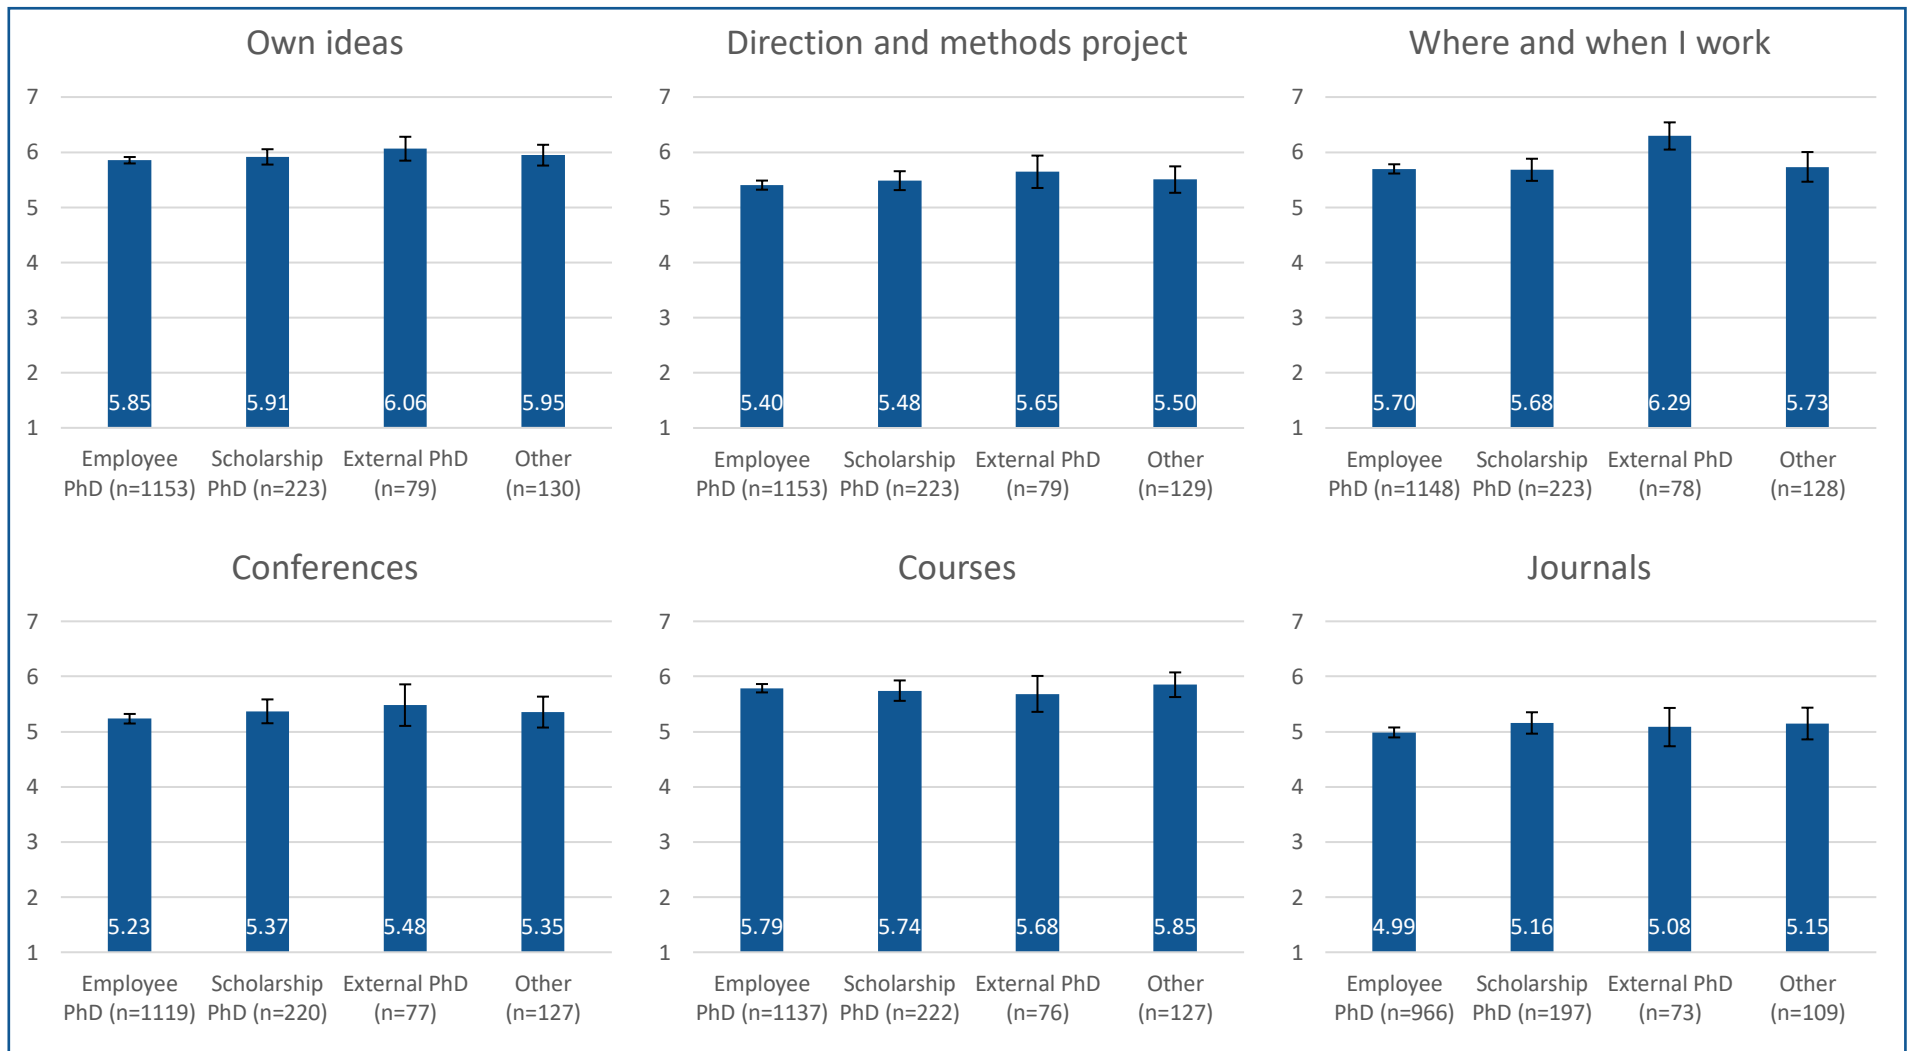 Own ideas
7
6
5
4
3
2
1
5.85
5.91
6.06
5.95
Employee
PhD (n=1153)
Scholarship
PhD (n=223)
External PhD
(n=79)
Other
(n=130)
Direction and methods project
7
6
5
4
3
2
1
5.40
5.48
5.65
5.50
Employee
PhD (n=1153)
Scholarship
PhD (n=223)
External PhD
(n=79)
Other
(n=129)
Where and when I work
7
6
5
4
3
2
1
5.70
5.68
6.29
5.73
Employee
PhD (n=1148)
Scholarship
PhD (n=223)
External PhD
(n=78)
Other
(n=128)
Conferences
7
6
5
4
3
2
1
5.23
5.37
5.48
5.35
Employee
PhD (n=1119)
Scholarship
PhD (n=220)
External PhD
(n=77)
Other
(n=127)
Courses
7
6
5
4
3
2
1
5.79
5.74
5.68
5.85
Employee
PhD (n=1137)
Scholarship
PhD (n=222)
External PhD
(n=76)
Other
(n=127)
Journals
7
6
5
4
3
2
1
4.99
5.16
5.08
5.15
Employee
PhD (n=966)
Scholarship
PhD (n=197)
External PhD
(n=73)
Other
(n=109)